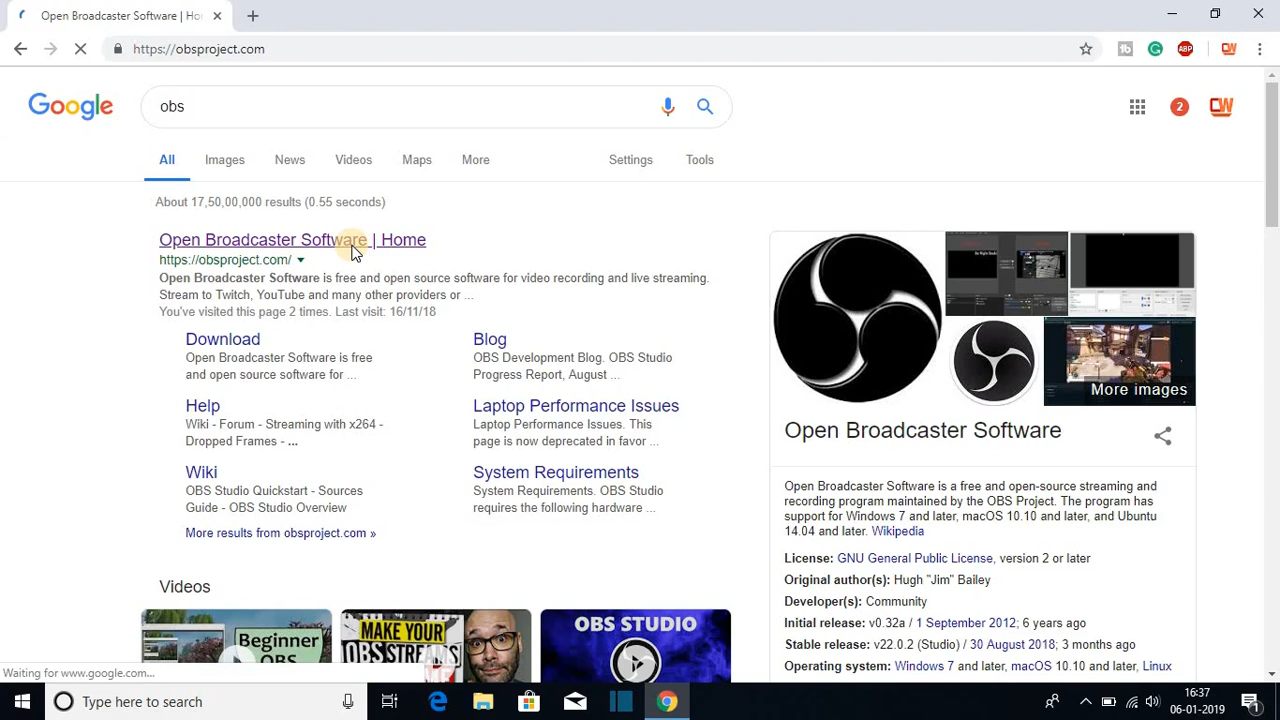 Open Broadcaster Software | Ho
https://obsproject.com
Google
obs
2
All
Images
News
Videos
Maps
More
Settings
Tools
About 17,50,00,000 results (0.55 seconds)
Open Broadcaster Software | Home
https://obsproject.com/
Open Broadcaster Software is free and open source software for video recording and live streaming.
Stream to Twitch, YouTube and many other providers or ...
You've visited this page 2 times. Last visit: 16/11/18
Download
Open Broadcaster Software is free
and open source software for ...
Blog
OBS Development Blog. OBS Studio
Progress Report, August ...
Help
Wiki - Forum - Streaming with x264 -
Dropped Frames - ...
Laptop Performance Issues
Laptop Performance Issues. This
page is now deprecated in favor ...
Wiki
OBS Studio Quickstart - Sources
Guide - OBS Studio Overview
System Requirements
System Requirements. OBS Studio
requires the following hardware ...
More results from obsproject.com »
Videos
Beginner
OBS
MAKE YOUR
OBS STREAMS
OBS STUDIO
More images
Open Broadcaster Software
Open Broadcaster Software is a free and open-source streaming and
recording program maintained by the OBS Project. The program has
support for Windows 7 and later, macOS 10.10 and later, and Ubuntu
14.04 and later. Wikipedia
License: GNU General Public License, version 2 or later
Original author(s): Hugh "Jim" Bailey
Developer(s): Community
Initial release: v0.32a / 1 September 2012; 6 years ago
Stable release: v22.0.2 (Studio) / 30 August 2018; 3 months ago
Operating system: Windows 7 and later, macOS 10.10 and later, Linux
Waiting for www.google.com...
Type here to search
16:37
06-01-2019
1